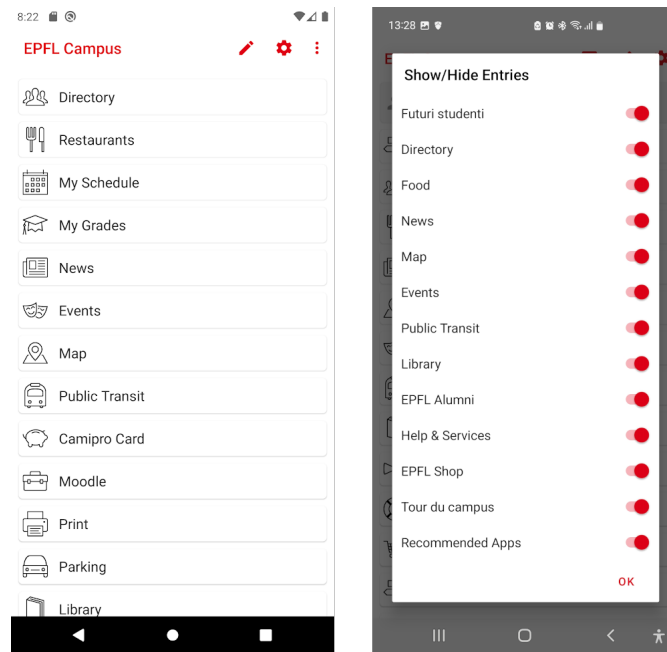 8:22
EPFL Campus
Directory
Restaurants
My Schedule
My Grades
News
Events
Map
Public Transit
Camipro Card
Moodle
Print
Parking
Library
13:28
Show/Hide Entries
Futuri studenti
Directory
Food
News
Map
Events
Public Transit
Library
EPFL Alumni
Help & Services
EPFL Shop
Tour du campus
Recommended Apps
OK